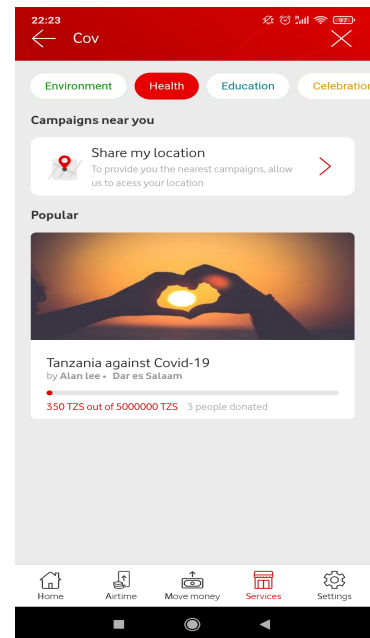 22:23
97
Cov
Environment Health Education Celebration
Campaigns near you
Share my location
To provide you the nearest campaigns, allow
us to acess your location
Popular
Tanzania against Covid-19
by Alan lee • Dar es Salaam
350 TZS out of 5000000 TZS 3 people donated
Home Airtime Move money Services Settings